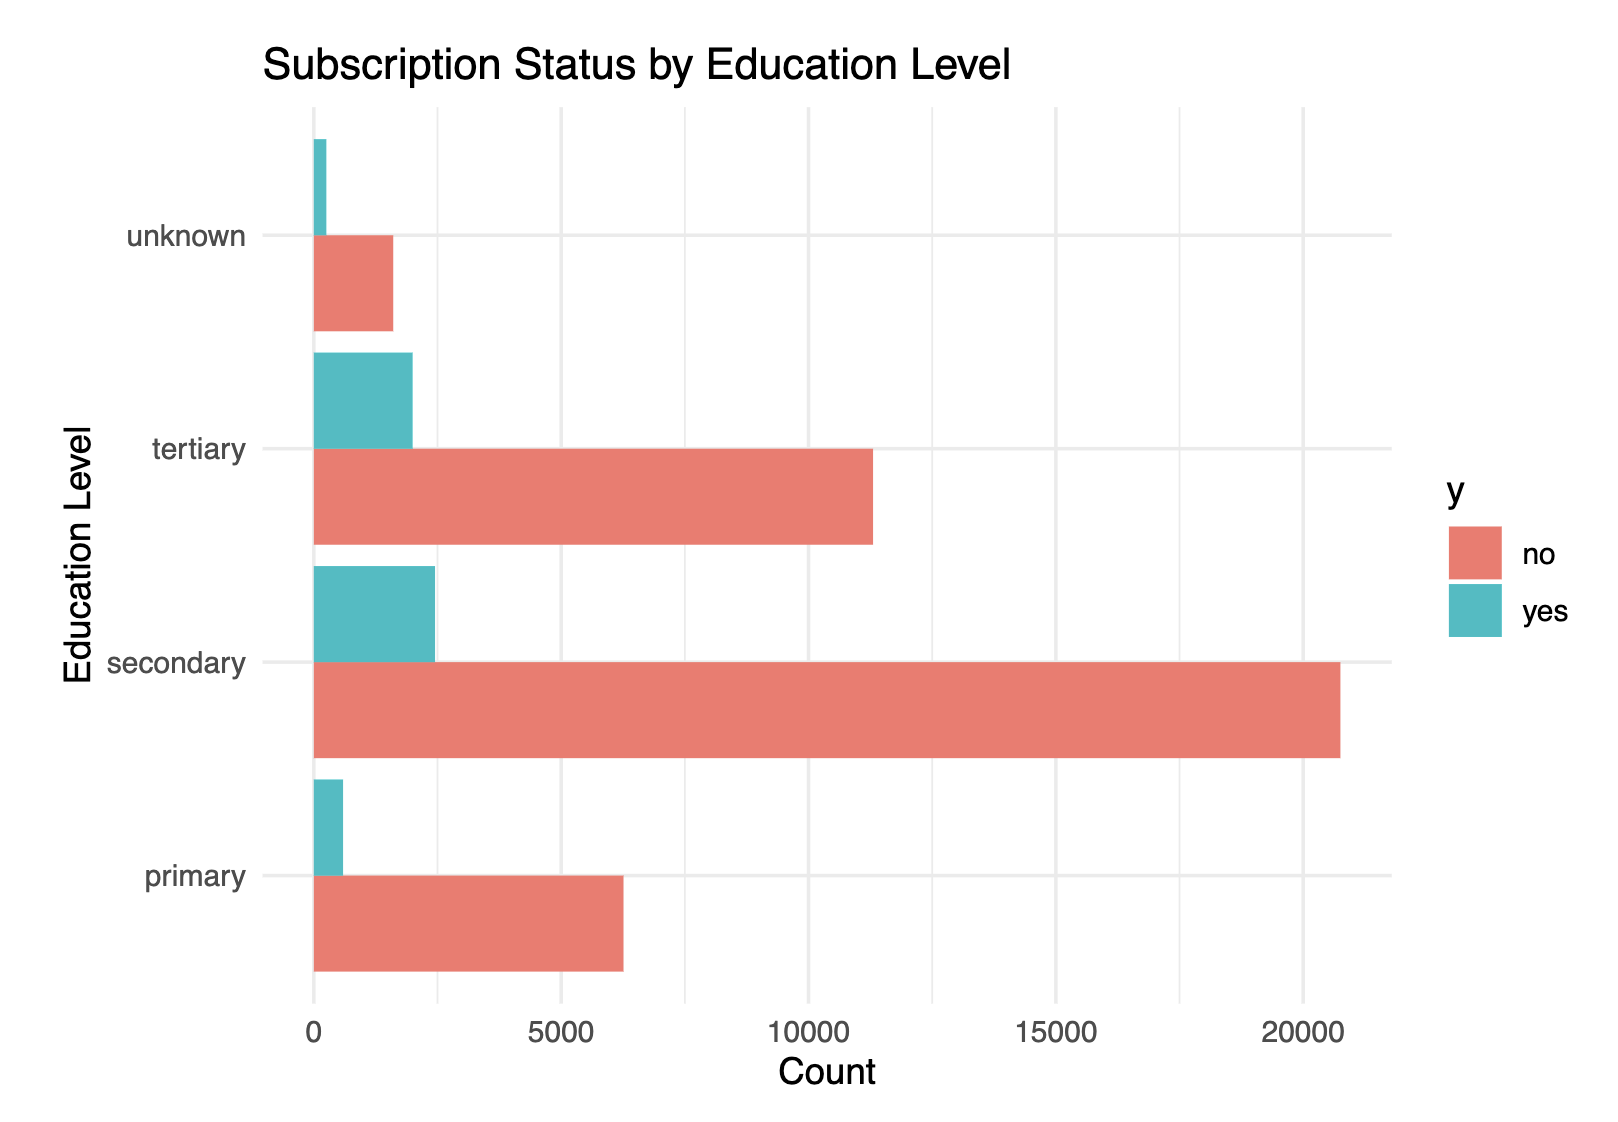 Subscription Status by Education Level
Education Level
unknown
tertiary
secondary
primary
0 5000 10000 15000 20000
Count
y
no
yes